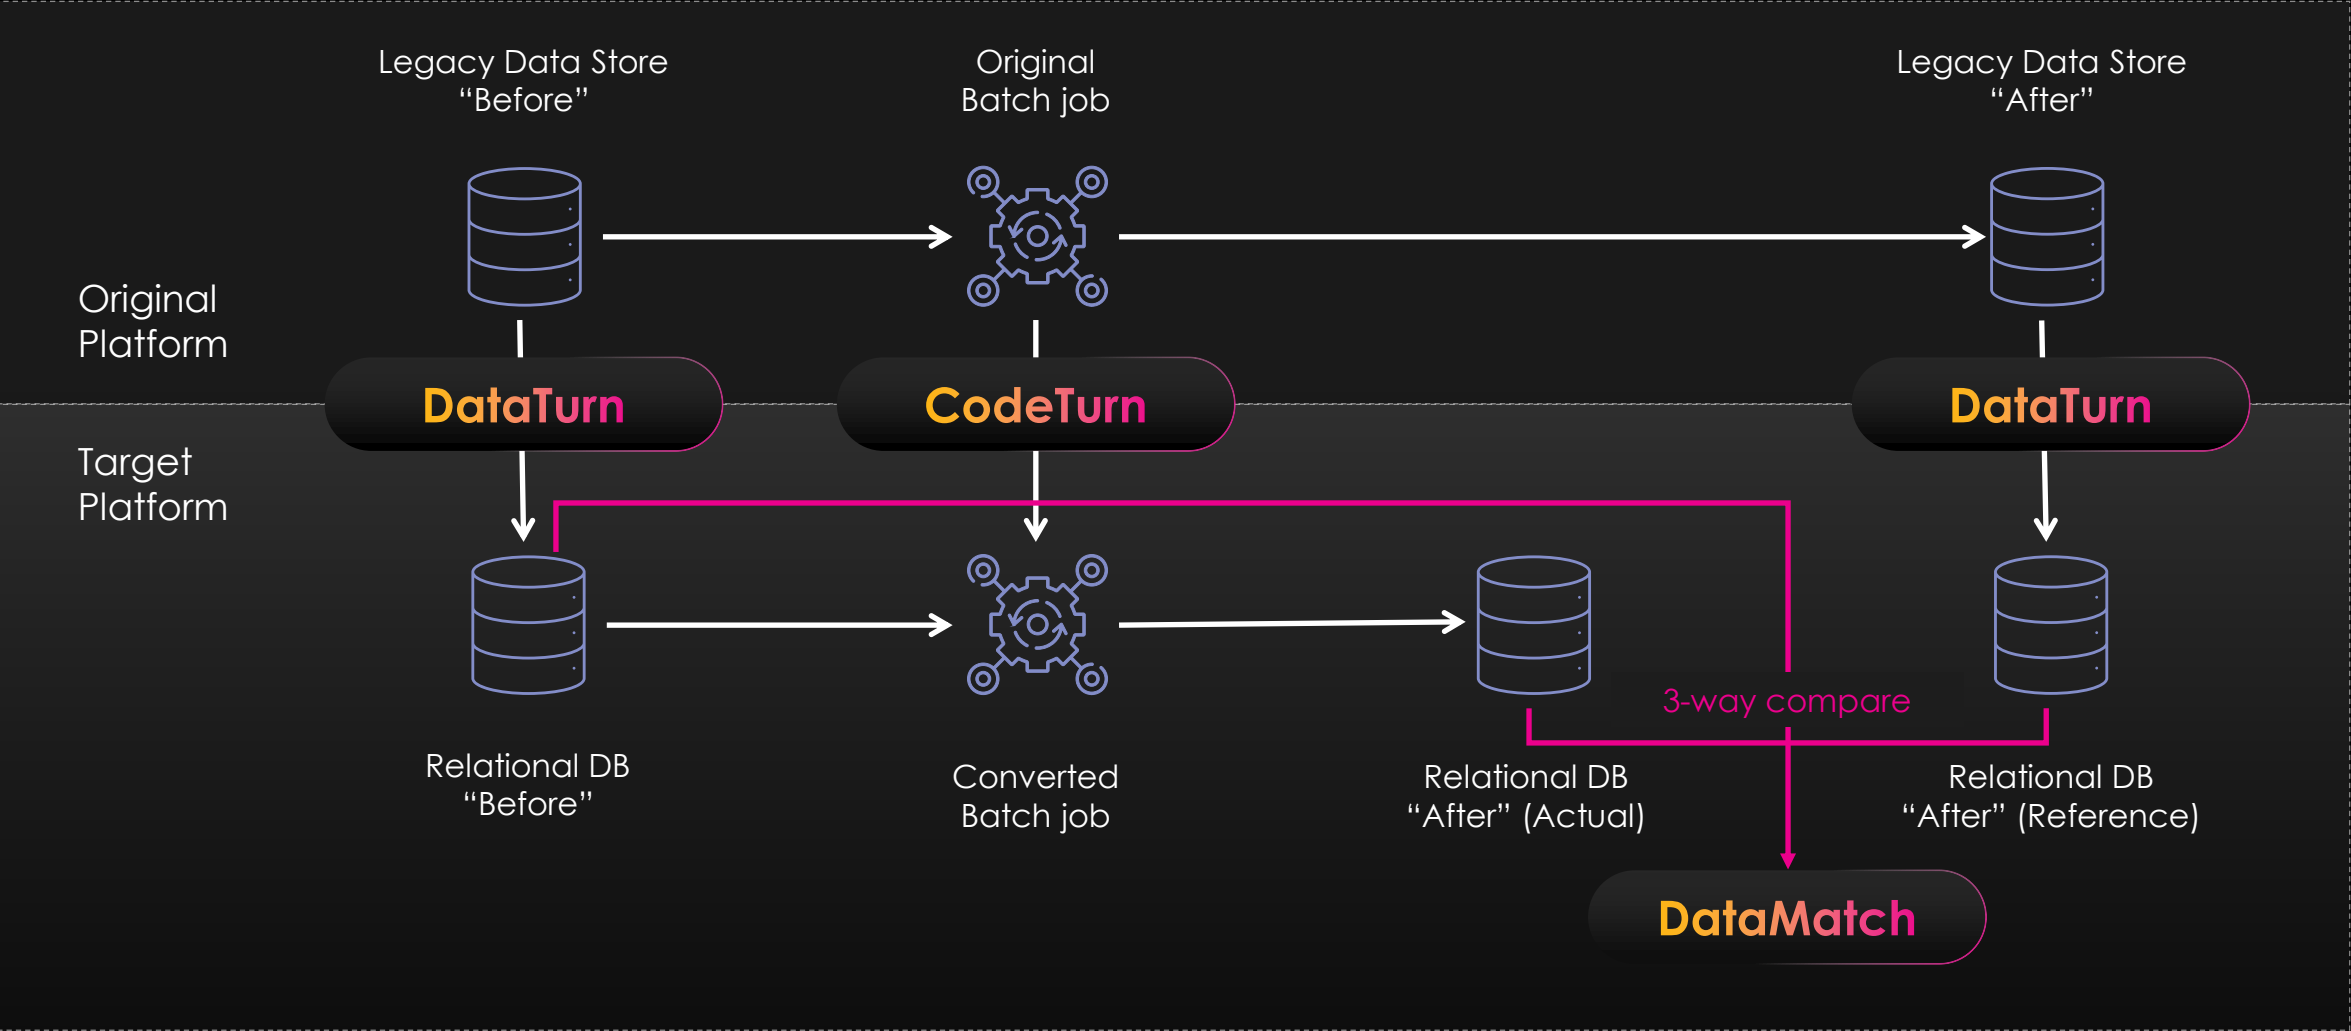 Legacy Data Store
“Before”
Original
Batch job
Legacy Data Store
“After”
Original
Platform
DataTurn
CodeTurn
DataTurn
Target
Platform
3-way compare
Relational DB
“Before”
Converted
Batch job
Relational DB
“After” (Actual)
Relational DB
“After” (Reference)
DataMatch